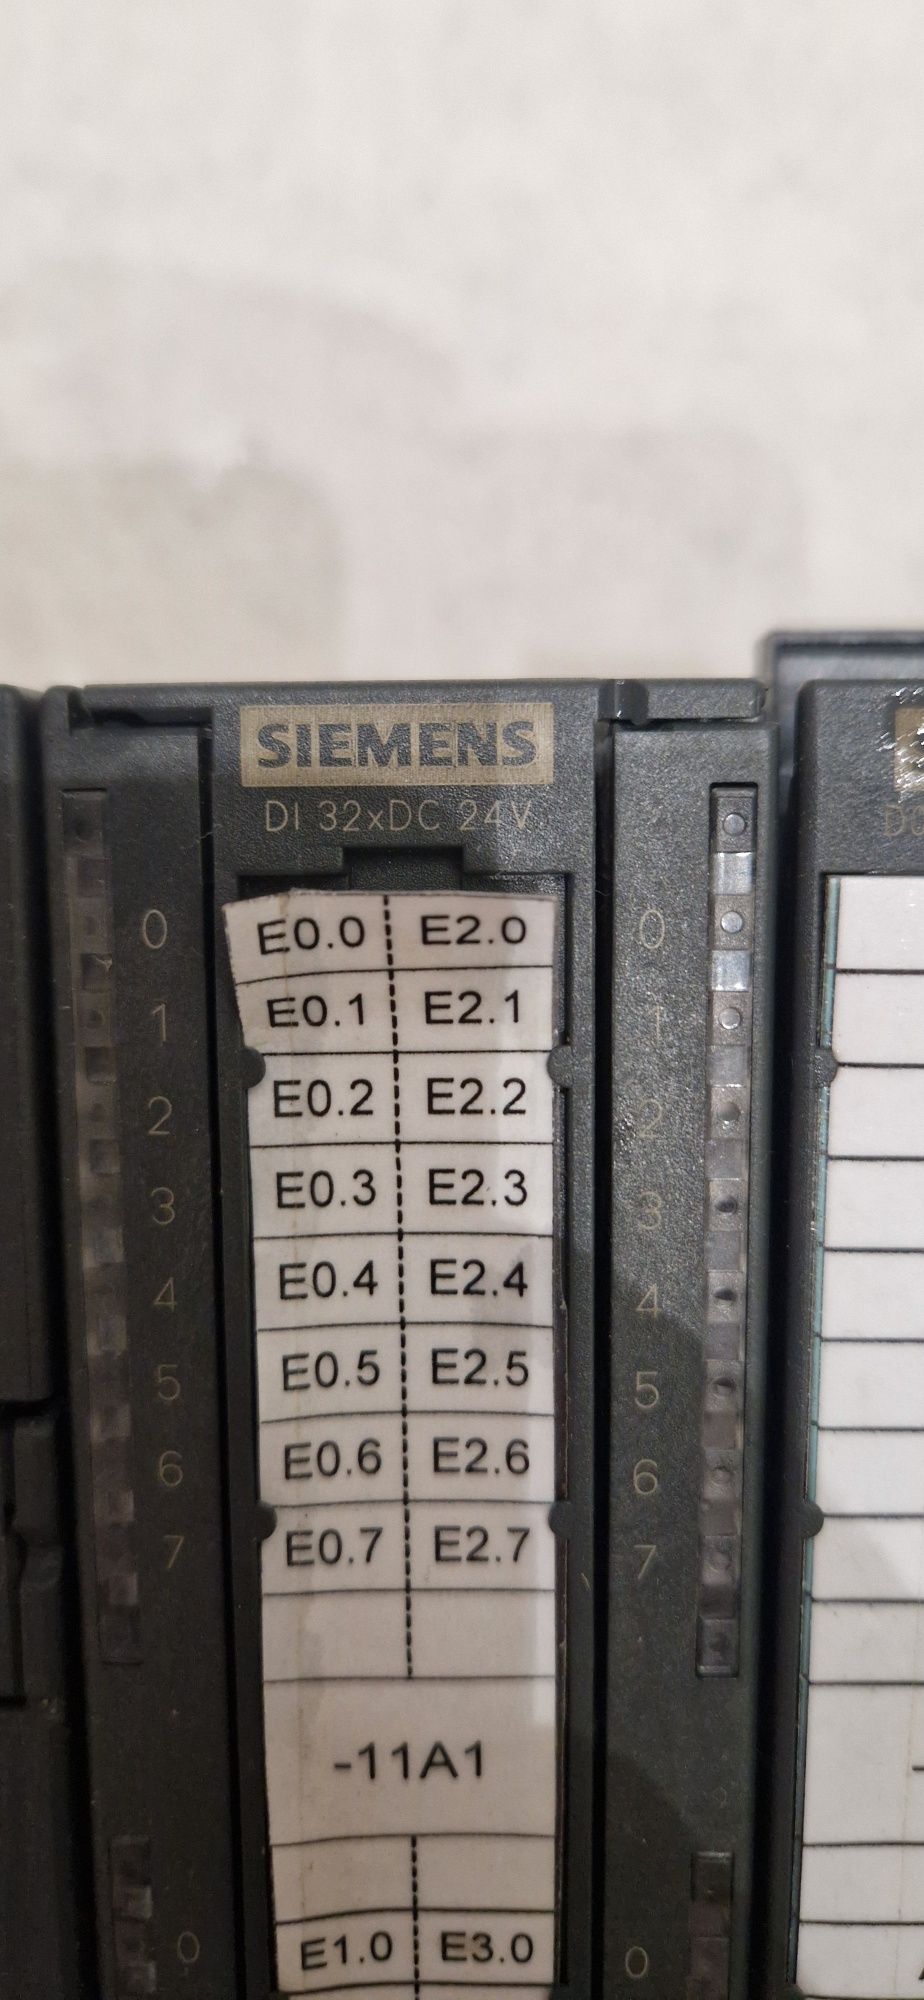 SIEMENS
DI 32xDC 24V
0 E0.0 E2.0 0
1 E0.1 E2.1 1
2 E0.2 E2.2 2
3 E0.3 E2.3 3
4 E0.4 E2.4 4
5 E0.5 E2.5 5
6 E0.6 E2.6 6
7 E0.7 E2.7 7
-11A1
0 E1.0 E3.0 0